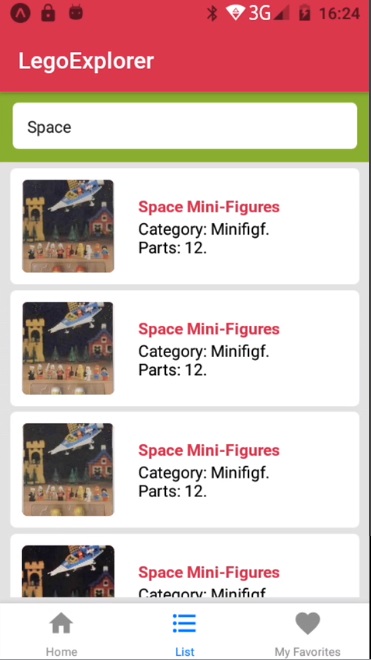 3G 16:24
LegoExplorer
Space
Space Mini-Figures
Category: Minifigf.
Parts: 12.
Space Mini-Figures
Category: Minifigf.
Parts: 12.
Space Mini-Figures
Category: Minifigf.
Parts: 12.
Space Mini-Figures
Category: Minifigf.
Home List My Favorites